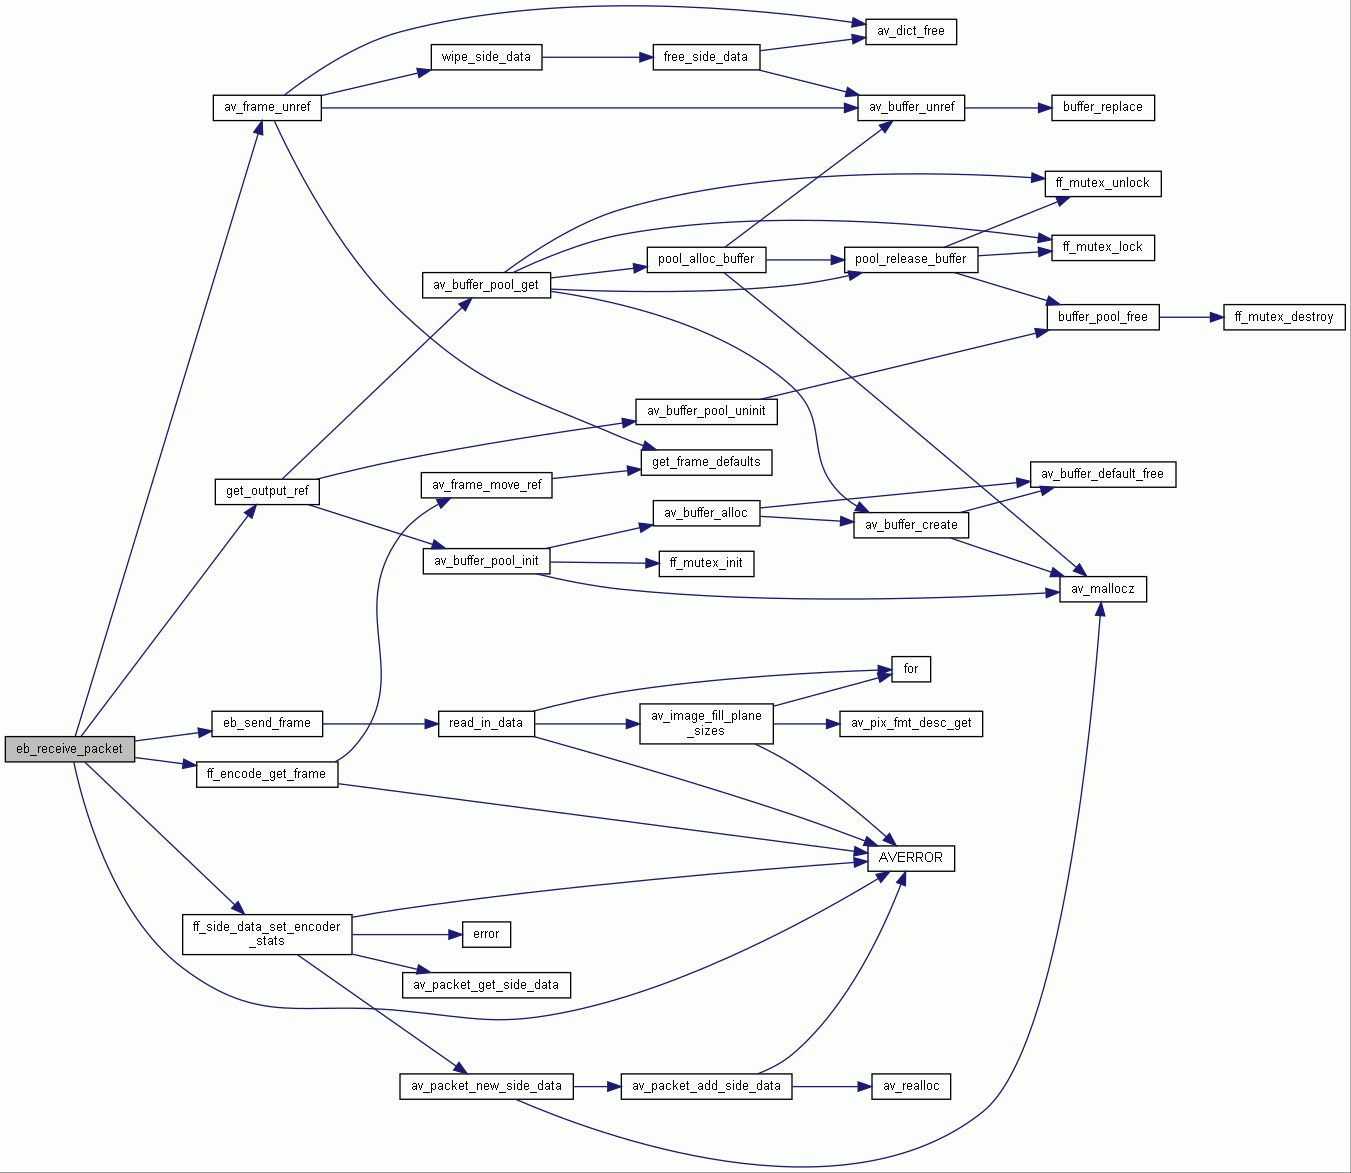 av_dict_free
wipe_side_data
free_side_data
av_frame_unref
av_buffer_unref
buffer_replace
ff_mutex_unlock
ff_mutex_lock
pool_alloc_buffer
pool_release_buffer
av_buffer_pool_get
buffer_pool_free
ff_mutex_destroy
av_buffer_pool_uninit
get_frame_defaults
av_buffer_default_free
av_frame_move_ref
get_output_ref
av_buffer_alloc
av_buffer_create
av_buffer_pool_init
ff_mutex_init
av_mallocz
for
eb_send_frame
read_in_data
av_image_fill_plane
_sizes
av_pix_fmt_desc_get
eb_receive_packet
ff_encode_get_frame
AVERROR
ff_side_data_set_encoder
_stats
error
av_packet_get_side_data
av_packet_new_side_data
av_packet_add_side_data
av_realloc